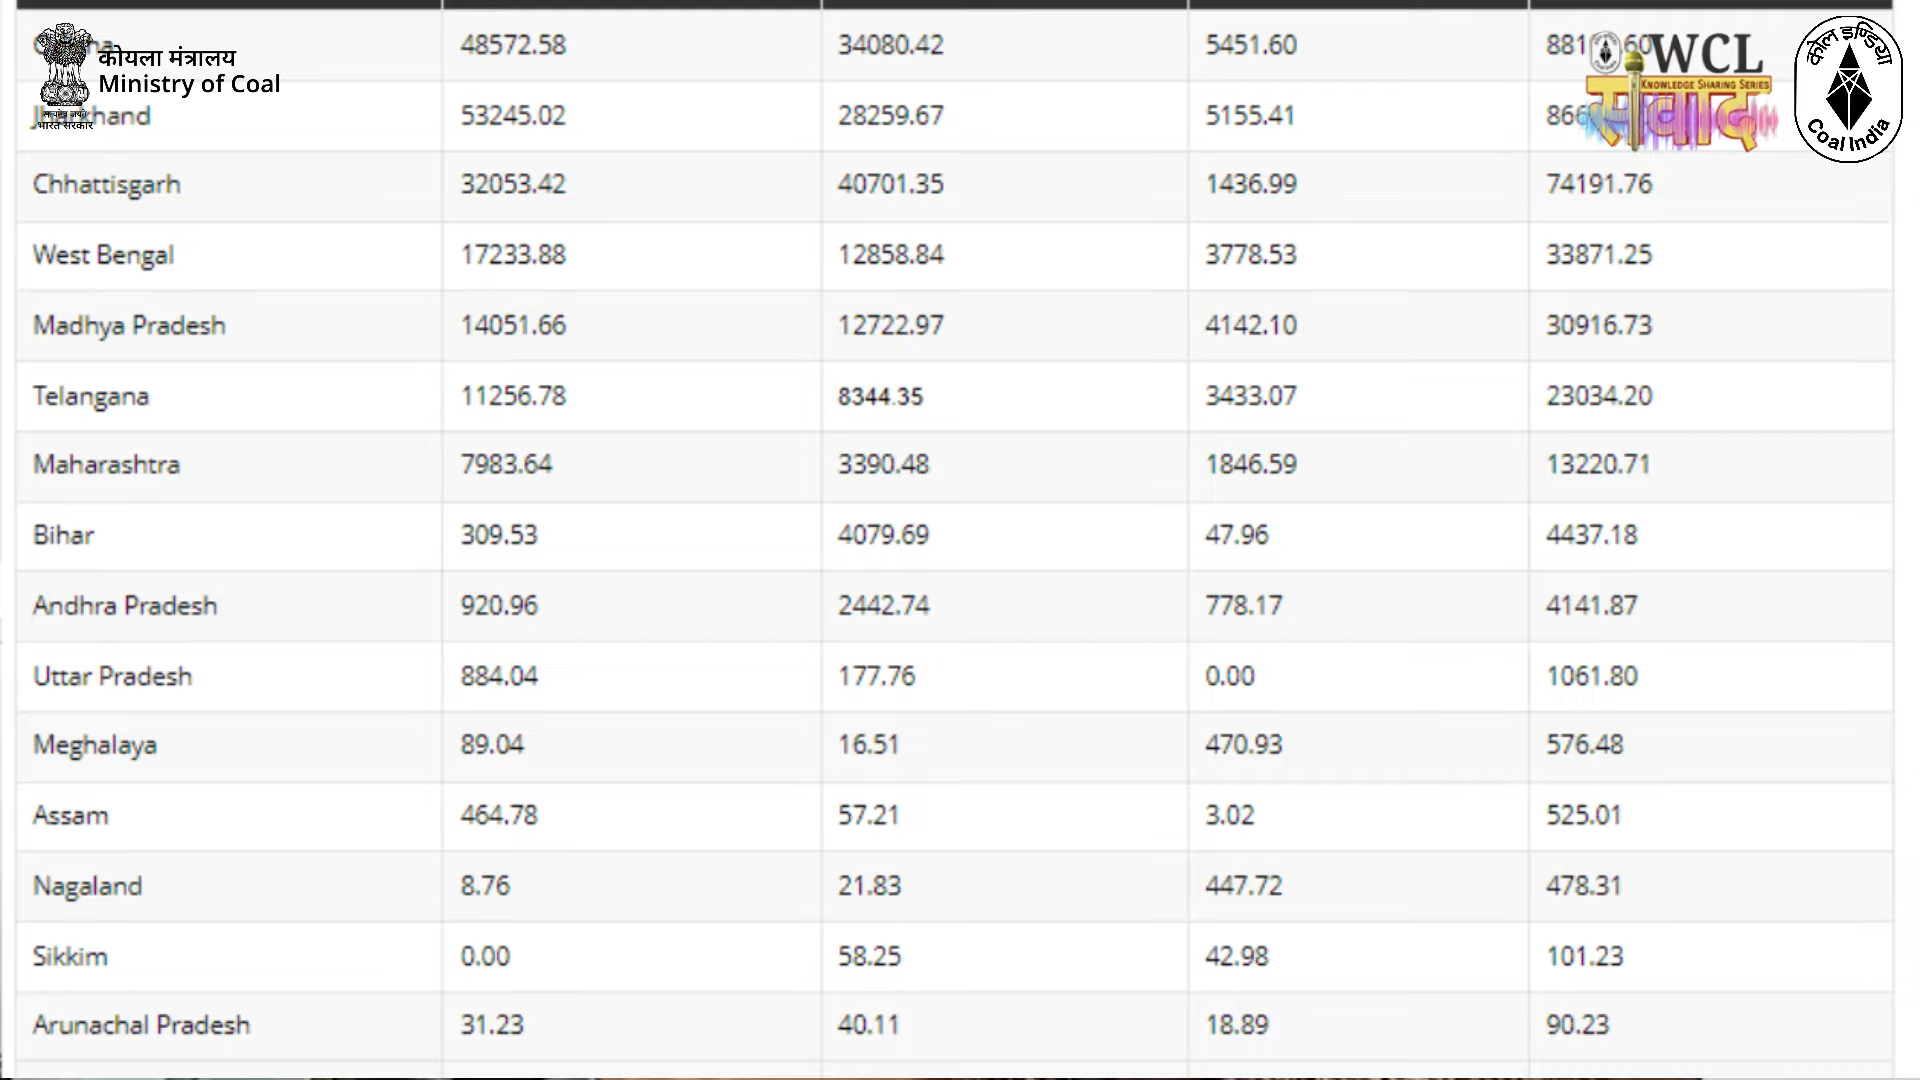 48572.58 34080.42 5451.60
कोयला मंत्रालय
Ministry of Coal
सत्यमेव जयते
भारत सरकार
WCL
KNOWLEDGE SHARING SERIES
संवाद
कोल इण्डिया
Coal India
53245.02 28259.67 5155.41
Chhattisgarh 32053.42 40701.35 1436.99 74191.76
West Bengal 17233.88 12858.84 3778.53 33871.25
Madhya Pradesh 14051.66 12722.97 4142.10 30916.73
Telangana 11256.78 8344.35 3433.07 23034.20
Maharashtra 7983.64 3390.48 1846.59 13220.71
Bihar 309.53 4079.69 47.96 4437.18
Andhra Pradesh 920.96 2442.74 778.17 4141.87
Uttar Pradesh 884.04 177.76 0.00 1061.80
Meghalaya 89.04 16.51 470.93 576.48
Assam 464.78 57.21 3.02 525.01
Nagaland 8.76 21.83 447.72 478.31
Sikkim 0.00 58.25 42.98 101.23
Arunachal Pradesh 31.23 40.11 18.89 90.23